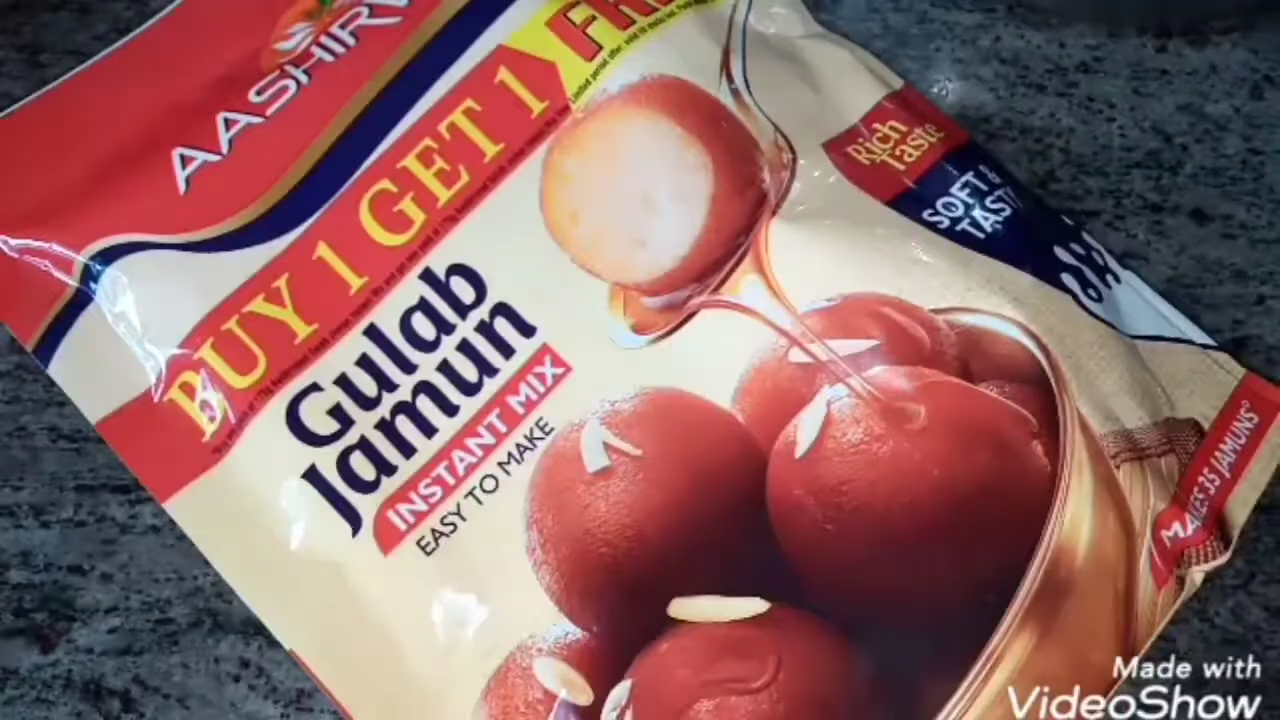 AASHIRV
BUY 1 GET 1
FR
Gulab
Jamun
INSTANT MIX
EASY TO MAKE
Rich
Taste
SOFT &
TASTY
MAKES 35 JAMUNS
Made with
VideoShow